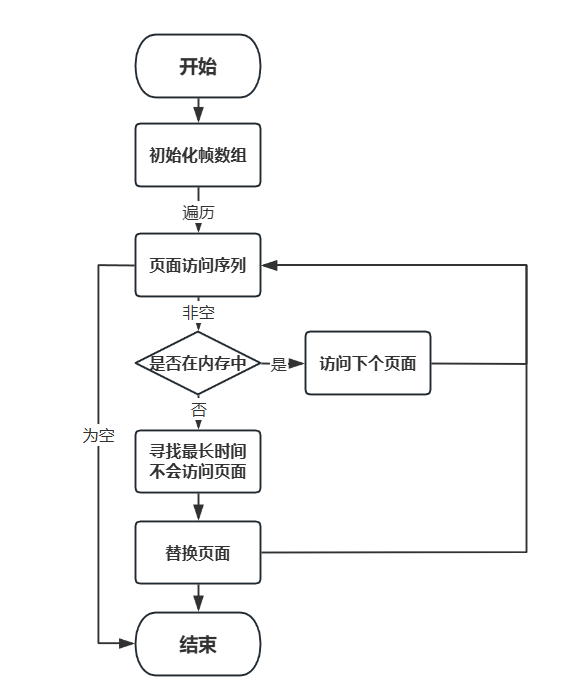 开始
初始化帧数组
遍历
页面访问序列
非空
是否在内存中
是
访问下个页面
否
为空
寻找最长时间
不会访问页面
替换页面
结束